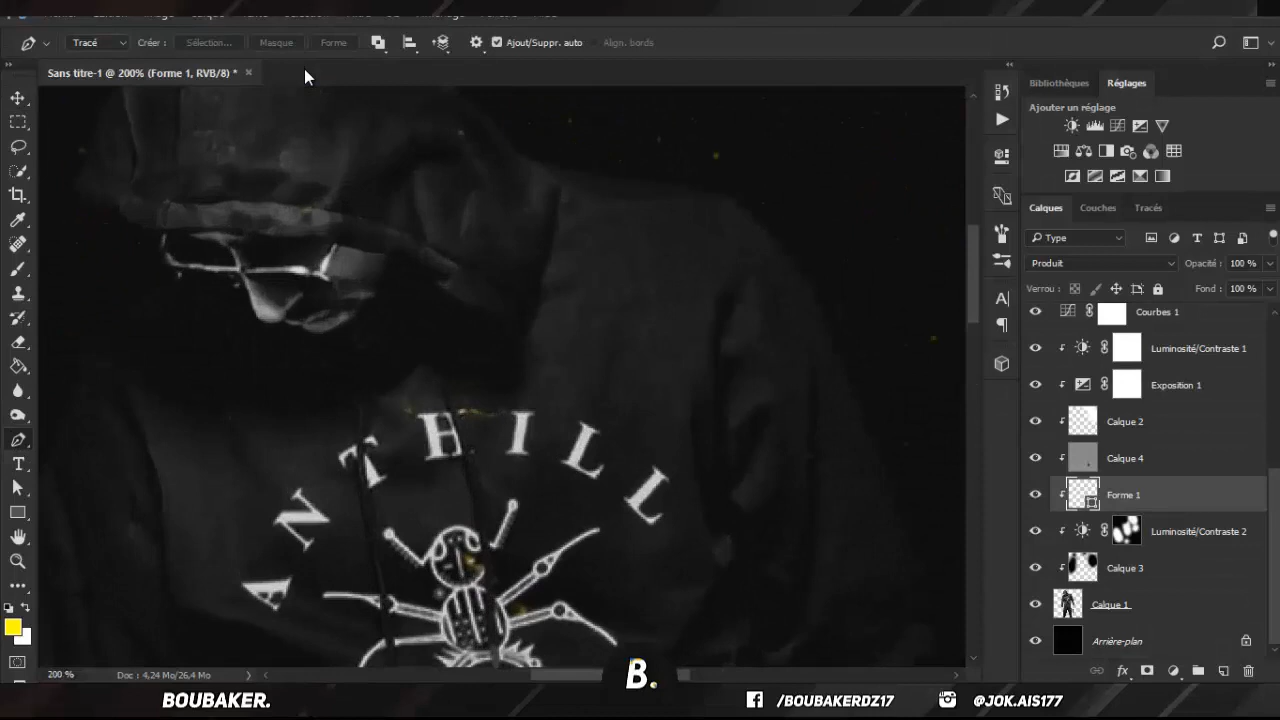 Tracé Créer : Sélection... Masque Forme Ajout/Suppr. auto Align. bords
Sans titre-1 @ 200% (Forme 1, RVB/8) * ×
Bibliothèques Réglages
Ajouter un réglage
Calques Couches Tracés
Type
Produit Opacité : 100 %
Verrou : Fond : 100 %
Courbes 1
Luminosité/Contraste 1
Exposition 1
Calque 2
Calque 4
Forme 1
Luminosité/Contraste 2
Calque 3
Calque 1
Arrière-plan
ANTHILL
200 % Doc : 4,24 Mo/26,4 Mo
B.
BOUBAKER. /BOUBAKERDZ17 @JOK.AIS177